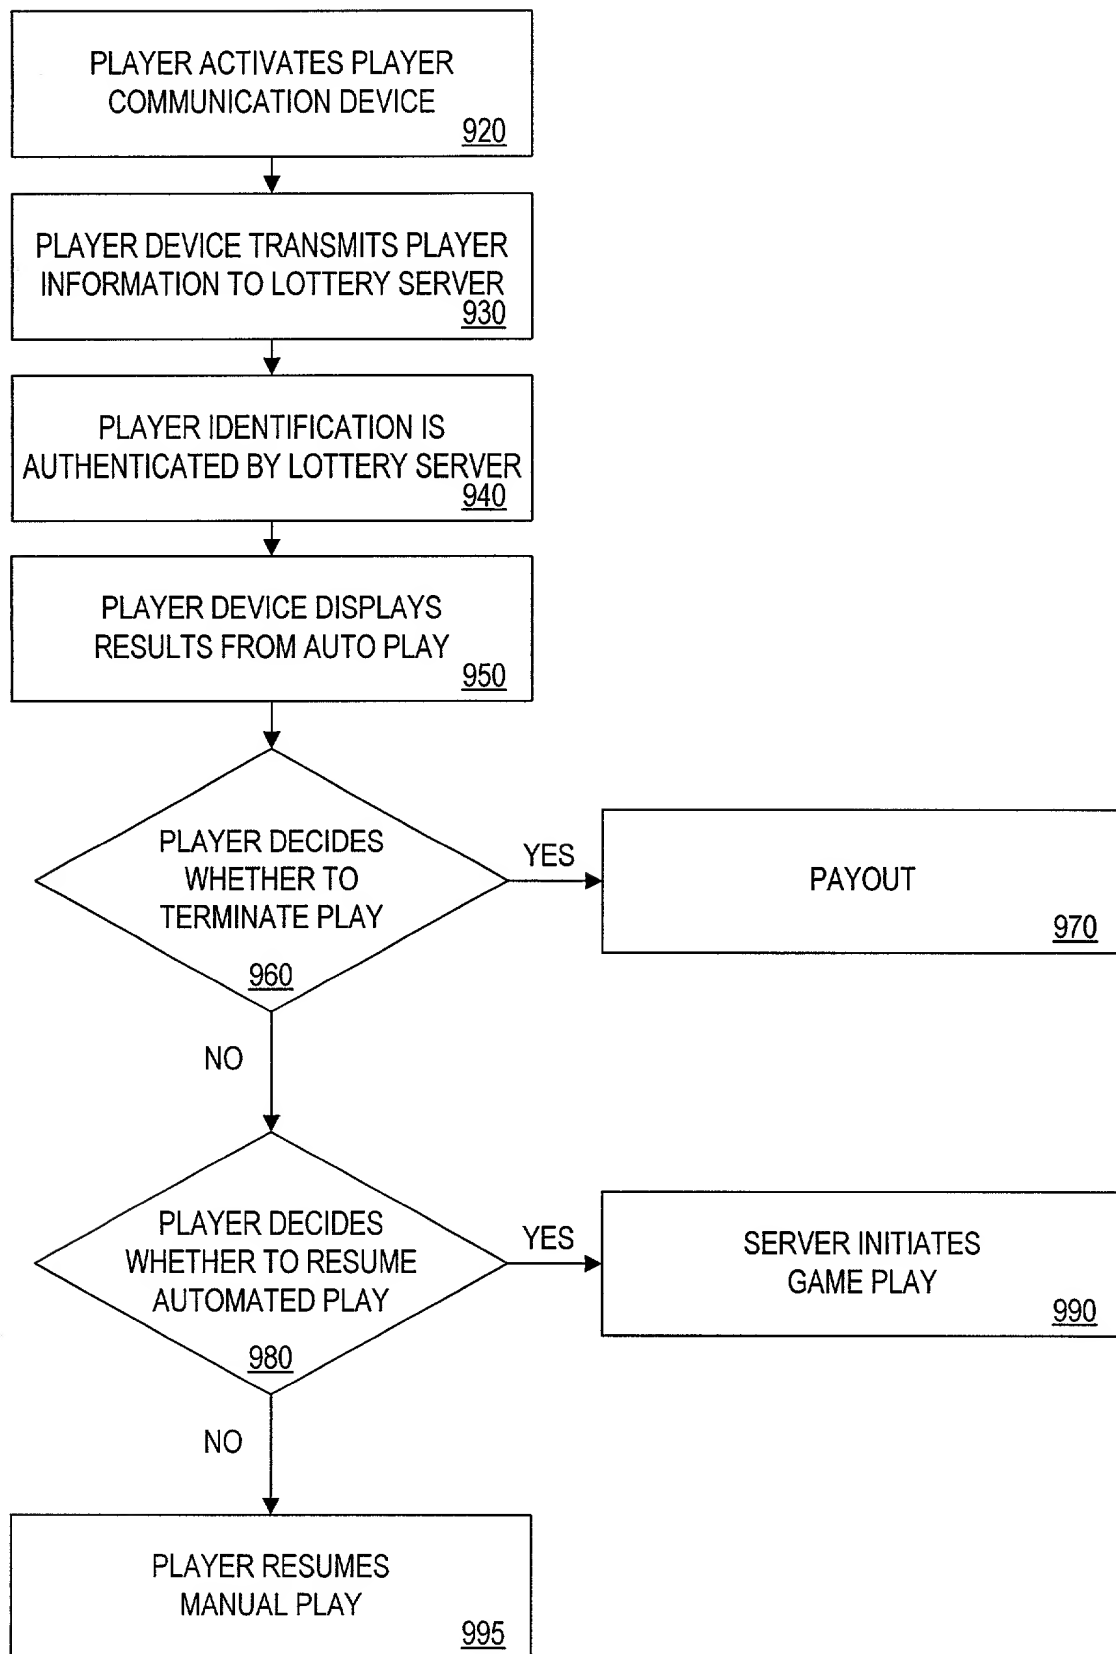 PLAYER ACTIVATES PLAYER
COMMUNICATION DEVICE
920
PLAYER DEVICE TRANSMITS PLAYER
INFORMATION TO LOTTERY SERVER
930
PLAYER IDENTIFICATION IS
AUTHENTICATED BY LOTTERY SERVER
940
PLAYER DEVICE DISPLAYS
RESULTS FROM AUTO PLAY
950
PLAYER DECIDES
WHETHER TO
TERMINATE PLAY
960
YES
PAYOUT
970
NO
PLAYER DECIDES
WHETHER TO RESUME
AUTOMATED PLAY
980
YES
SERVER INITIATES
GAME PLAY
990
NO
PLAYER RESUMES
MANUAL PLAY
995